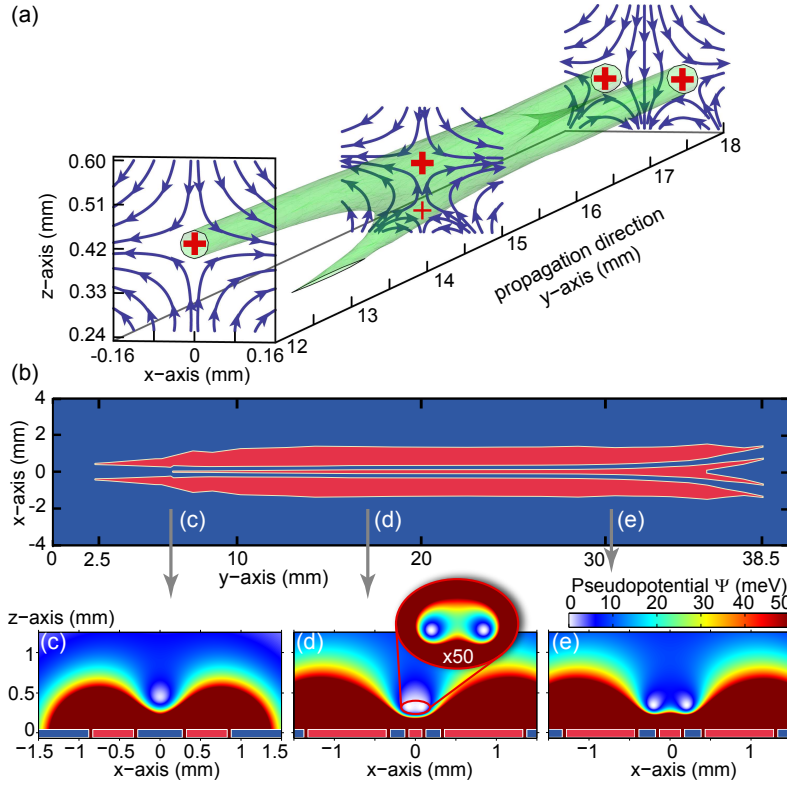 (a)
z−axis (mm)
0.60
0.51
0.42
0.33
0.24
-0.16
0
0.16
x−axis (mm)
12
13
14
15
16
17
18
propagation direction
y−axis (mm)
(b)
x−axis (mm)
4
2
0
-2
-4
0
2.5
10
20
30
38.5
y−axis (mm)
(c)
(d)
(e)
Pseudopotential Ψ (meV)
0 10 20 30 40 50
z−axis (mm)
(c)
1
0.5
0
−1.5 −1 −0.5 0 0.5 1 1.5
x−axis (mm)
(d)
x50
−1 0 1
x−axis (mm)
(e)
−1 0 1
x−axis (mm)